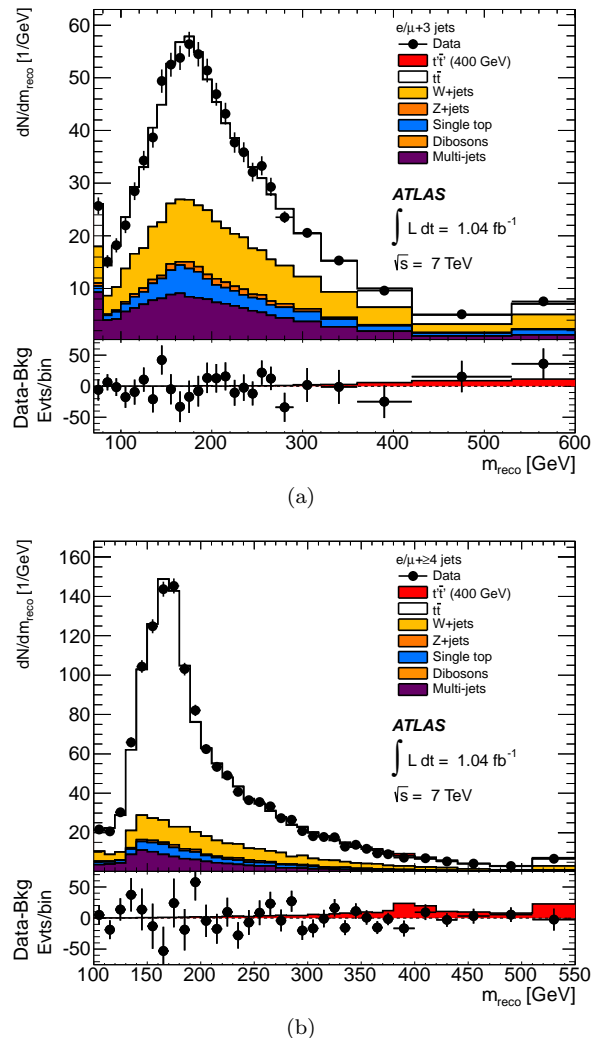 dN/dm_reco [1/GeV]
60
50
40
30
20
10
e/μ+3 jets
Data
t't̄' (400 GeV)
tt̄
W+jets
Z+jets
Single top
Dibosons
Multi-jets
ATLAS
∫ L dt = 1.04 fb⁻¹
√s = 7 TeV
Data-Bkg
Evts/bin
50
0
-50
100 200 300 400 500 600
m_reco [GeV]
(a)
dN/dm_reco [1/GeV]
160
140
120
100
80
60
40
20
e/μ+≥4 jets
Data
t't̄' (400 GeV)
tt̄
W+jets
Z+jets
Single top
Dibosons
Multi-jets
ATLAS
∫ L dt = 1.04 fb⁻¹
√s = 7 TeV
Data-Bkg
Evts/bin
50
0
-50
100 150 200 250 300 350 400 450 500 550
m_reco [GeV]
(b)